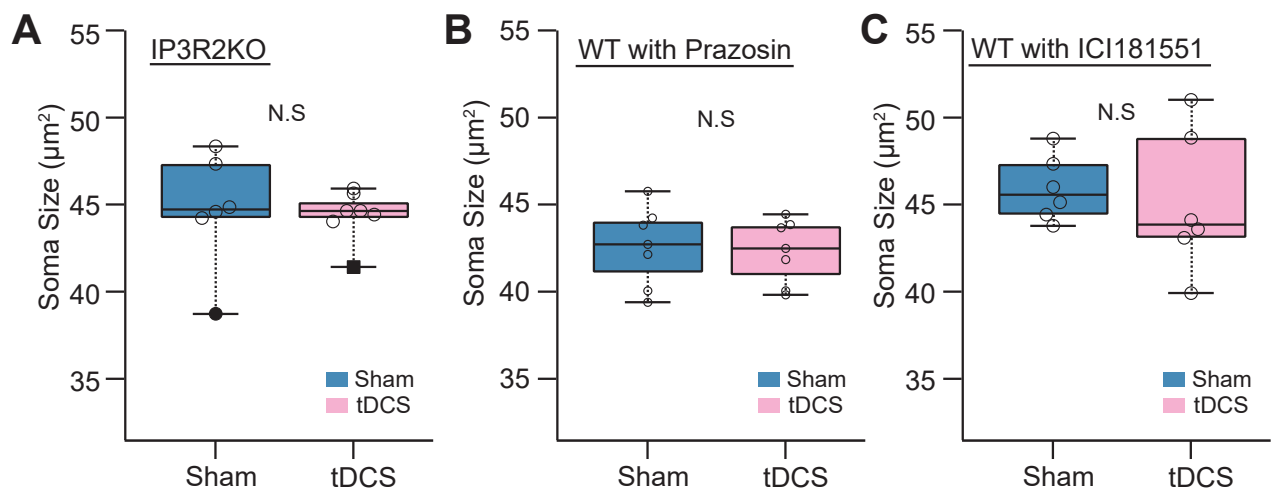 A
IP3R2KO
N.S
Soma Size (µm²)
55
50
45
40
35
Sham
tDCS
Sham
tDCS
B
WT with Prazosin
N.S
Soma Size (µm²)
55
50
45
40
35
Sham
tDCS
Sham
tDCS
C
WT with ICI181551
N.S
Soma Size (µm²)
55
50
45
40
35
Sham
tDCS
Sham
tDCS